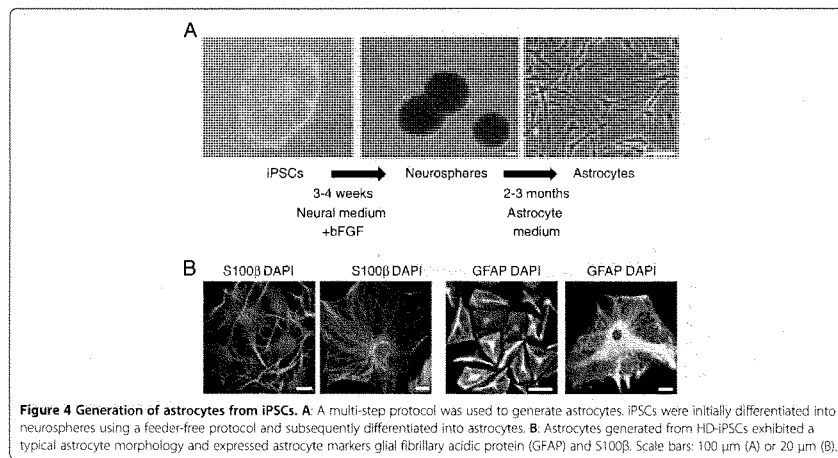 A
iPSCs Neurospheres Astrocytes
3-4 weeks 2-3 months
Neural medium Astrocyte
+bFGF medium
B S100β DAPI S100β DAPI GFAP DAPI GFAP DAPI
Figure 4 Generation of astrocytes from iPSCs. A: A multi-step protocol was used to generate astrocytes. iPSCs were initially differentiated into
neurospheres using a feeder-free protocol and subsequently differentiated into astrocytes. B: Astrocytes generated from HD-iPSCs exhibited a
typical astrocyte morphology and expressed astrocyte markers glial fibrillary acidic protein (GFAP) and S100β. Scale bars: 100 μm (A) or 20 μm (B).